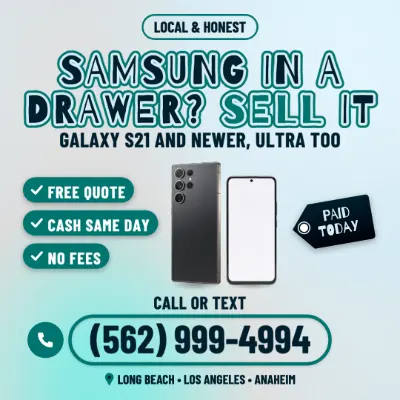 LOCAL & HONEST
SAMSUNG IN A
DRAWER? SELL IT
GALAXY S21 AND NEWER, ULTRA TOO
FREE QUOTE
CASH SAME DAY
NO FEES
PAID
TODAY
CALL OR TEXT
(562) 999-4994
LONG BEACH • LOS ANGELES • ANAHEIM